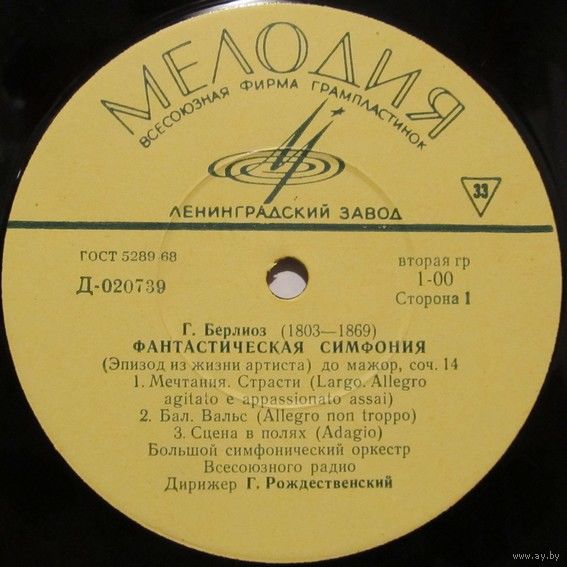 МЕЛОДИЯ
ВСЕСОЮЗНАЯ ФИРМА ГРАМПЛАСТИНОК
33
ЛЕНИНГРАДСКИЙ ЗАВОД
ГОСТ 5289-68
Д-020739
вторая гр
1-00
Сторона 1
Г. Берлиоз (1803—1869)
ФАНТАСТИЧЕСКАЯ СИМФОНИЯ
(Эпизод из жизни артиста) до мажор, соч. 14
1. Мечтания. Страсти (Largo. Allegro
agitato e appassionato assai)
2. Бал. Вальс (Allegro non troppo)
3. Сцена в полях (Adagio)
Большой симфонический оркестр
Всесоюзного радио
Дирижер Г. Рождественский
www.ay.by